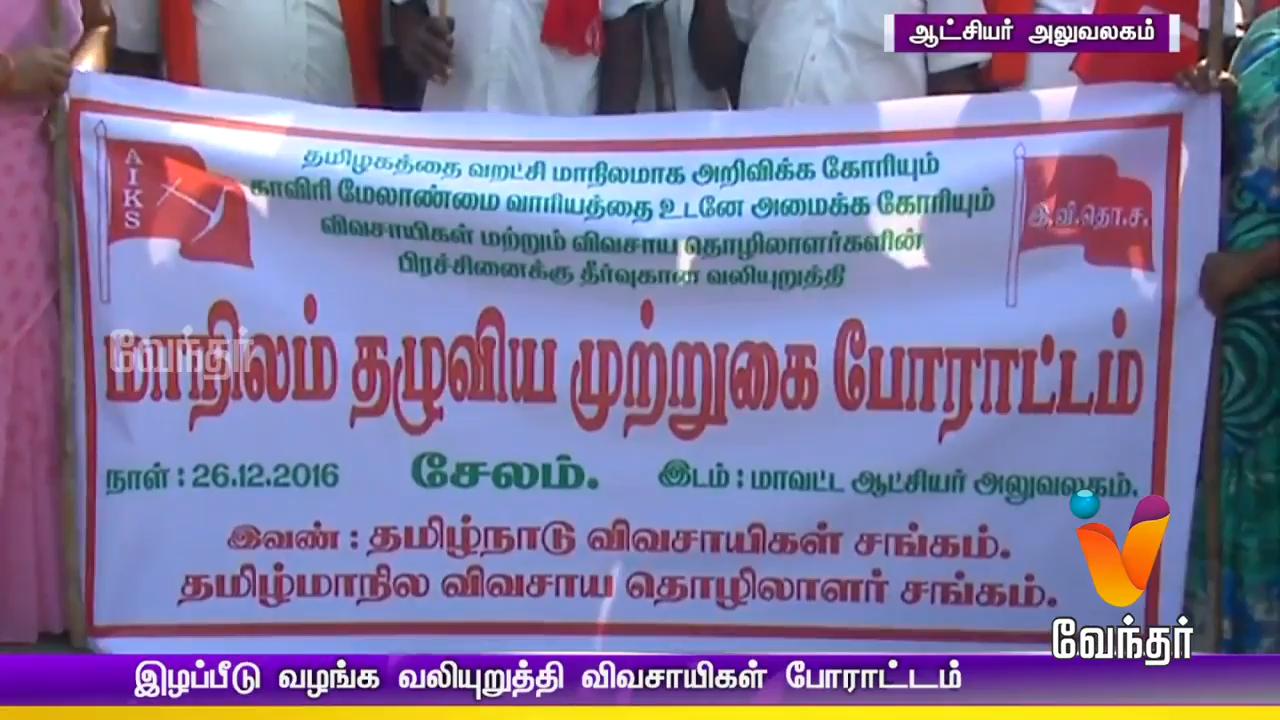 ஆட்சியர் அலுவலகம்
தமிழகத்தை வறட்சி மாநிலமாக அறிவிக்க கோரியும்
காவிரி மேலாண்மை வாரியத்தை உடனே அமைக்க கோரியும்
விவசாயிகள் மற்றும் விவசாய தொழிலாளர்களின்
பிரச்சினைக்கு தீர்வுகான வலியுறுத்தி
AIKS
இ.வி.தொ.ச.
மாநிலம் தழுவிய முற்றுகை போராட்டம்
வேந்தர்
நாள் : 26.12.2016 சேலம். இடம் : மாவட்ட ஆட்சியர் அலுவலகம்.
இவண் : தமிழ்நாடு விவசாயிகள் சங்கம்.
தமிழ்மாநில விவசாய தொழிலாளர் சங்கம்.
வேந்தர்
இழப்பீடு வழங்க வலியுறுத்தி விவசாயிகள் போராட்டம்